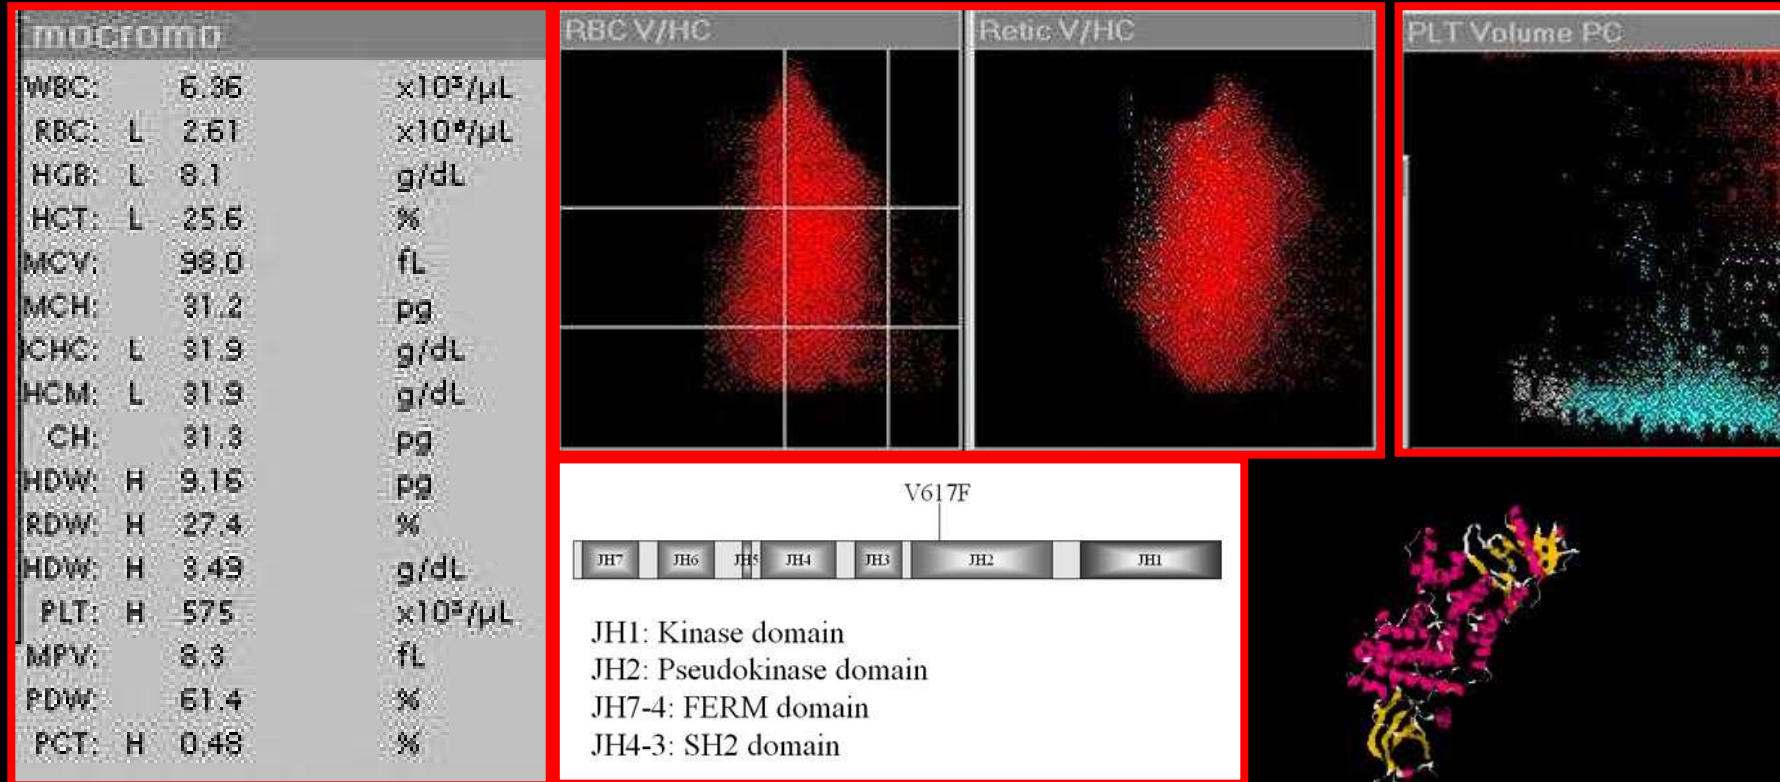 WBC: 6.36 x10³/µL
RBC: L 2.61 x10⁶/µL
HGB: L 8.1 g/dL
HCT: L 25.6 %
MCV: 98.0 fL
MCH: 31.2 pg
CHC: L 31.9 g/dL
HCM: L 31.9 g/dL
CH: 31.3 pg
HDW: H 9.16 pg
RDW: H 27.4 %
HDW: H 3.49 g/dL
PLT: H 575 x10³/µL
MPV: 8.3 fL
PDW: 61.4 %
PCT: H 0.48 %
RBC V/HC
Retic V/HC
PLT Volume PC
V617F
JH7 JH6 JH5 JH4 JH3 JH2 JH1
JH1: Kinase domain
JH2: Pseudokinase domain
JH7-4: FERM domain
JH4-3: SH2 domain